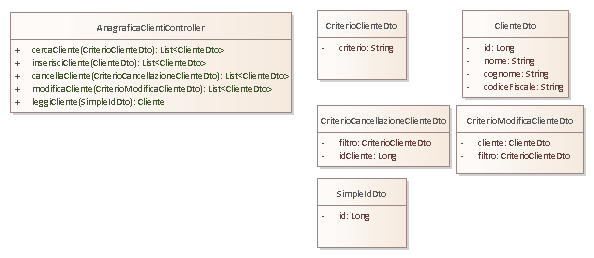 AnagraficaClientiController
+ cercaCliente(CriterioClienteDto): List<ClienteDto>
+ inserisciCliente(ClienteDto): List<ClienteDto>
+ cancellaCliente(CriterioCancellazioneClienteDto): List<ClienteDto>
+ modificaCliente(CriterioModificaClienteDto): List<ClienteDto>
+ leggiCliente(SimpleIdDto): Cliente
CriterioClienteDto
- criterio: String
ClienteDto
- id: Long
- nome: String
- cognome: String
- codiceFiscale: String
CriterioCancellazioneClienteDto
- filtro: CriterioClienteDto
- idCliente: Long
CriterioModificaClienteDto
- cliente: ClienteDto
- filtro: CriterioClienteDto
SimpleIdDto
- id: Long